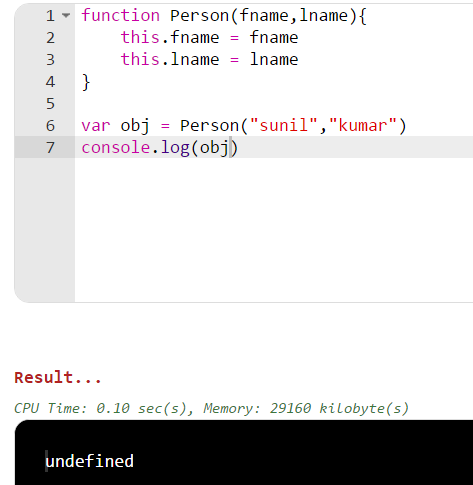 1 function Person(fname,lname){
2     this.fname = fname
3     this.lname = lname
4 }
5
6 var obj = Person("sunil","kumar")
7 console.log(obj)
Result...
CPU Time: 0.10 sec(s), Memory: 29160 kilobyte(s)
undefined